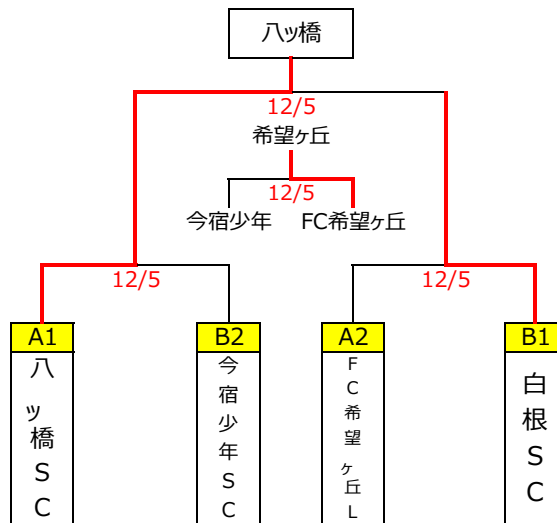 八ッ橋
12/5
希望ヶ丘
12/5
今宿少年 FC希望ヶ丘
12/5 12/5
A1 B2 A2 B1
八ッ橋SC
今宿少年SC
FC希望ヶ丘L
白根SC